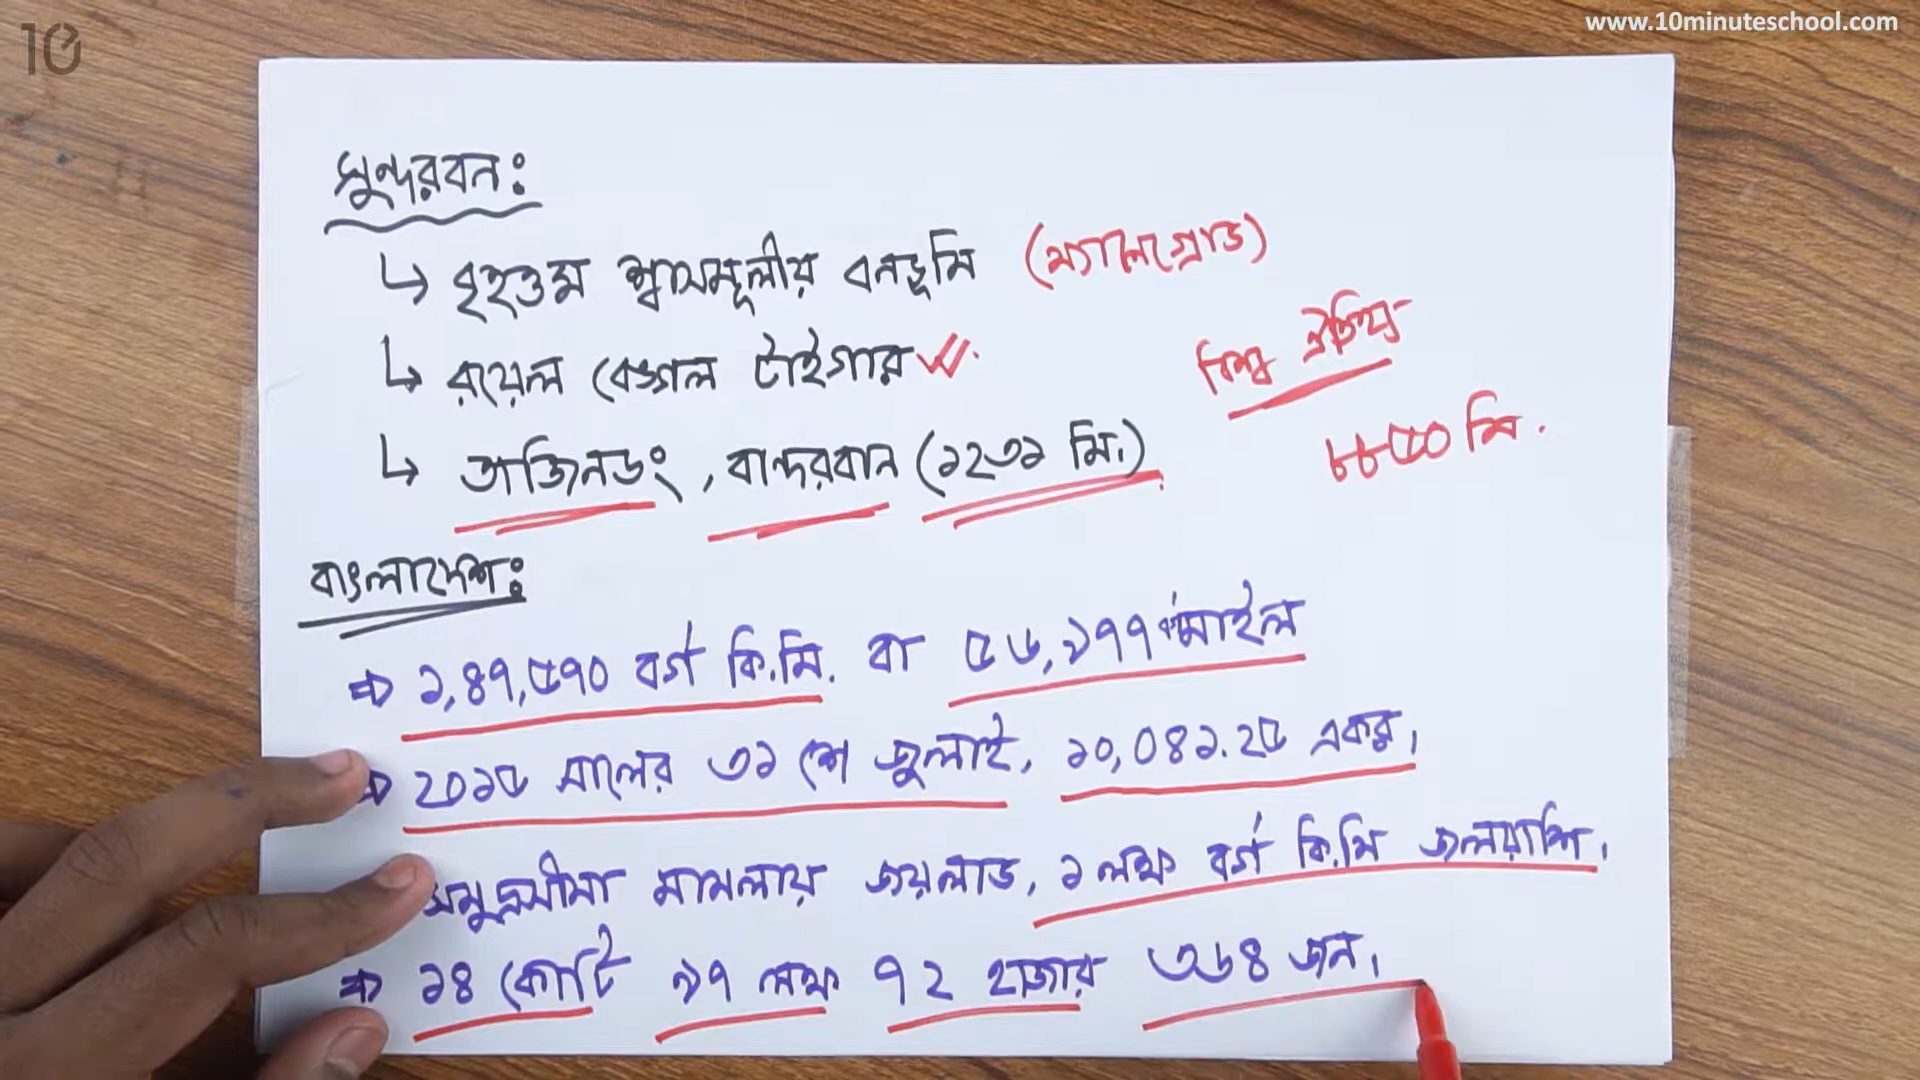 10
www.10minuteschool.com
সুন্দরবন:
↳ বৃহত্তম শ্বাসমূলীয় বনভূমি (ম্যানগ্রোভ)
বিশ্ব ঐতিহ্য
↳ রয়েল বেঙ্গল টাইগার
↳ তাজিনডং, বান্দরবান (১২৩১ মি.)
৮৮৫০ মি.
বাংলাদেশ:
⇒ ১,৪৭,৫৭০ বর্গ কি.মি. বা ৫৬,৯৭৭ মাইল
⇒ ২০১৫ সালের ৩১ শে জুলাই, ১০,০৪১.২৫ একর।
সমুদ্রসীমা মামলায় জয়লাভ, ১ লক্ষ বর্গ কি.মি জলরাশি।
⇒ ১৪ কোটি ৯৭ লক্ষ ৭২ হাজার ৩৬৪ জন।